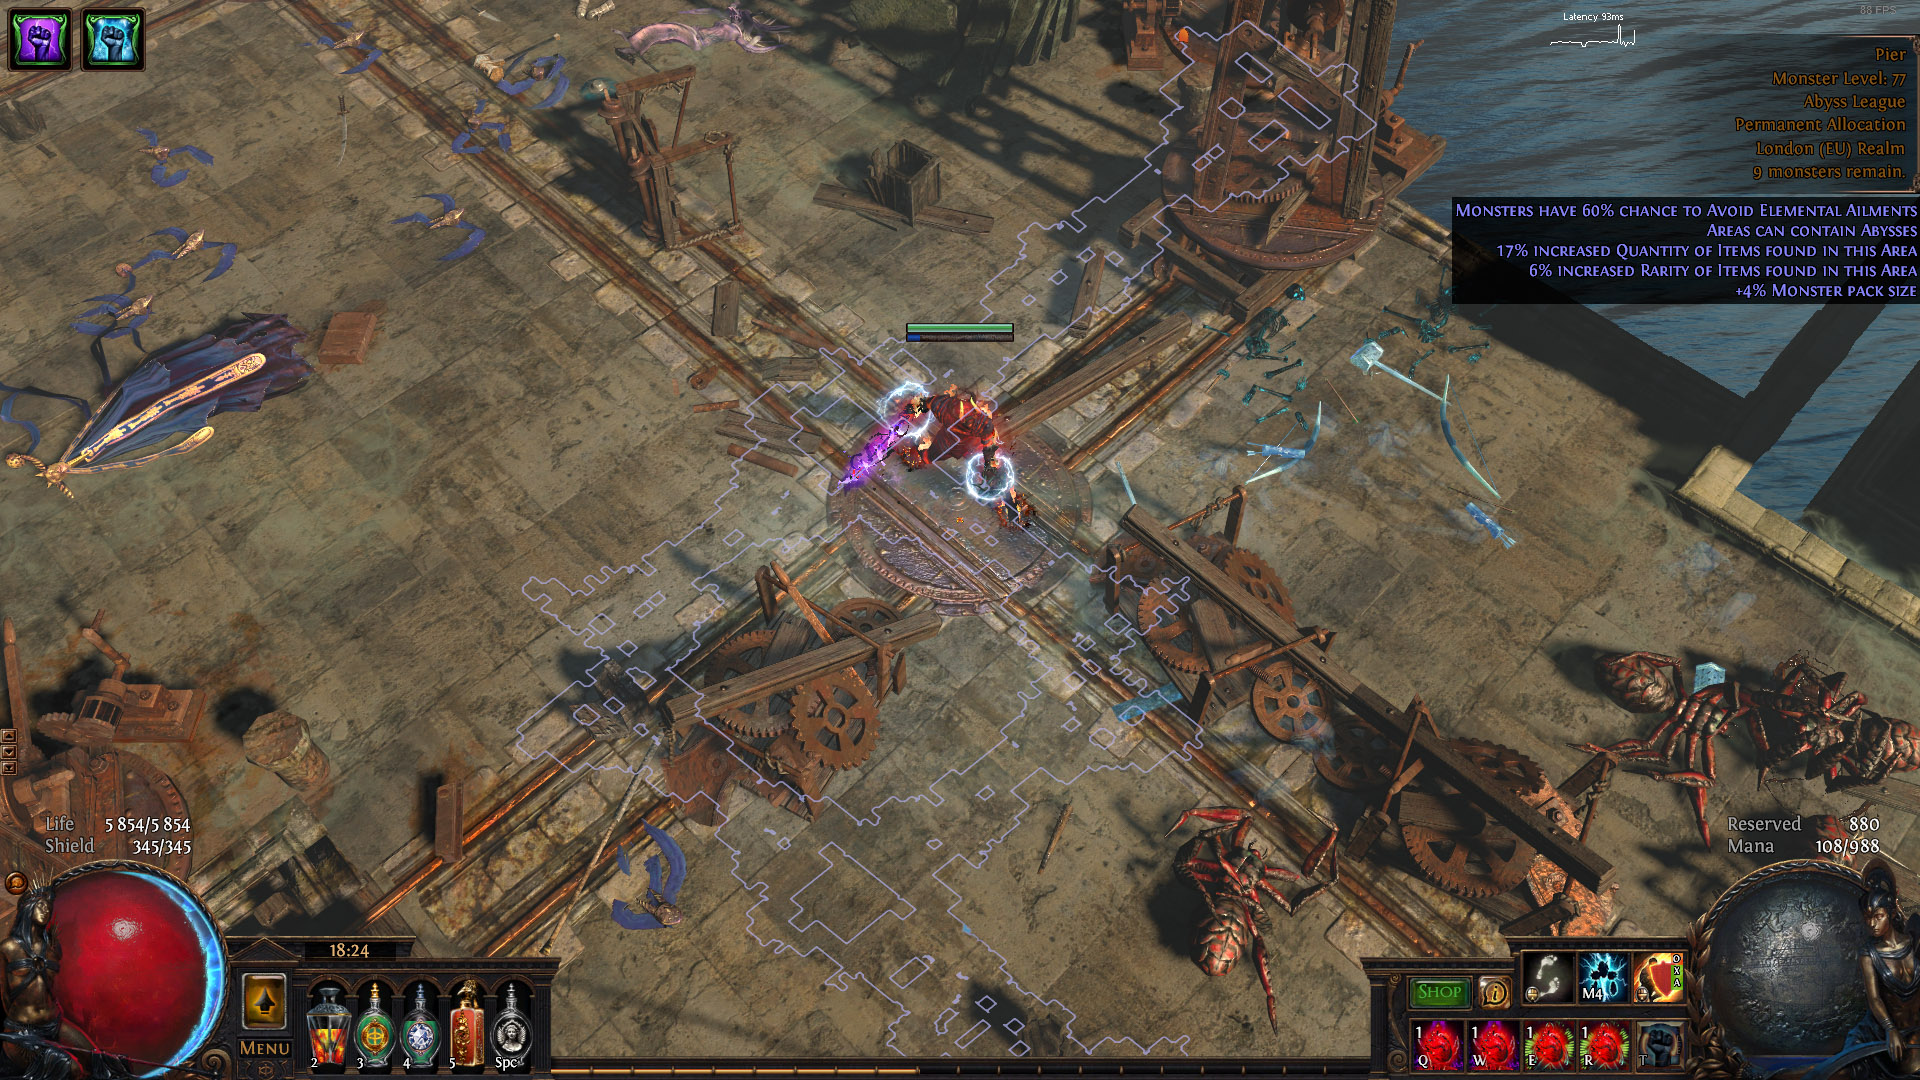 Latency 93ms
88 FPS
Pier
Monster Level: 77
Abyss League
Permanent Allocation
London (EU) Realm
9 monsters remain.
Monsters have 60% chance to Avoid Elemental Ailments
Areas can contain Abysses
17% increased Quantity of Items found in this Area
6% increased Rarity of Items found in this Area
+4% Monster pack size
Life 5 854/5 854
Shield 345/345
Reserved 880
Mana 108/988
18:24
Menu
2 3 4 5 Spc
Shop
M4
O
X
A
1 1 1 1
Q W E R T